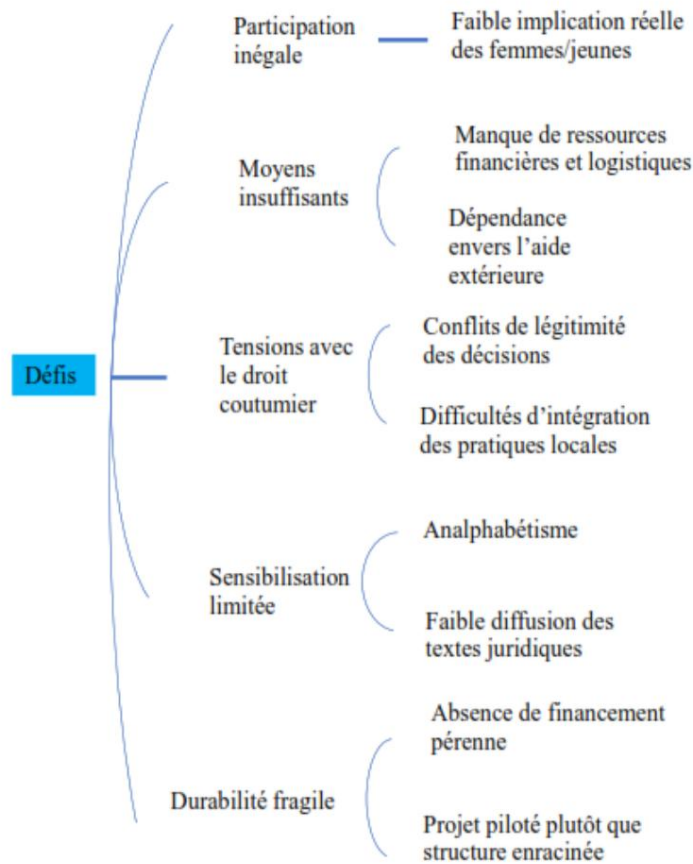 Participation
inégale
Faible implication réelle
des femmes/jeunes
Moyens
insuffisants
Manque de ressources
financières et logistiques
Dépendance
envers l’aide
extérieure
Défis
Tensions avec
le droit
coutumier
Conflits de légitimité
des décisions
Difficultés d’intégration
des pratiques locales
Sensibilisation
limitée
Analphabétisme
Faible diffusion des
textes juridiques
Durabilité fragile
Absence de financement
pérenne
Projet piloté plutôt que
structure enracinée